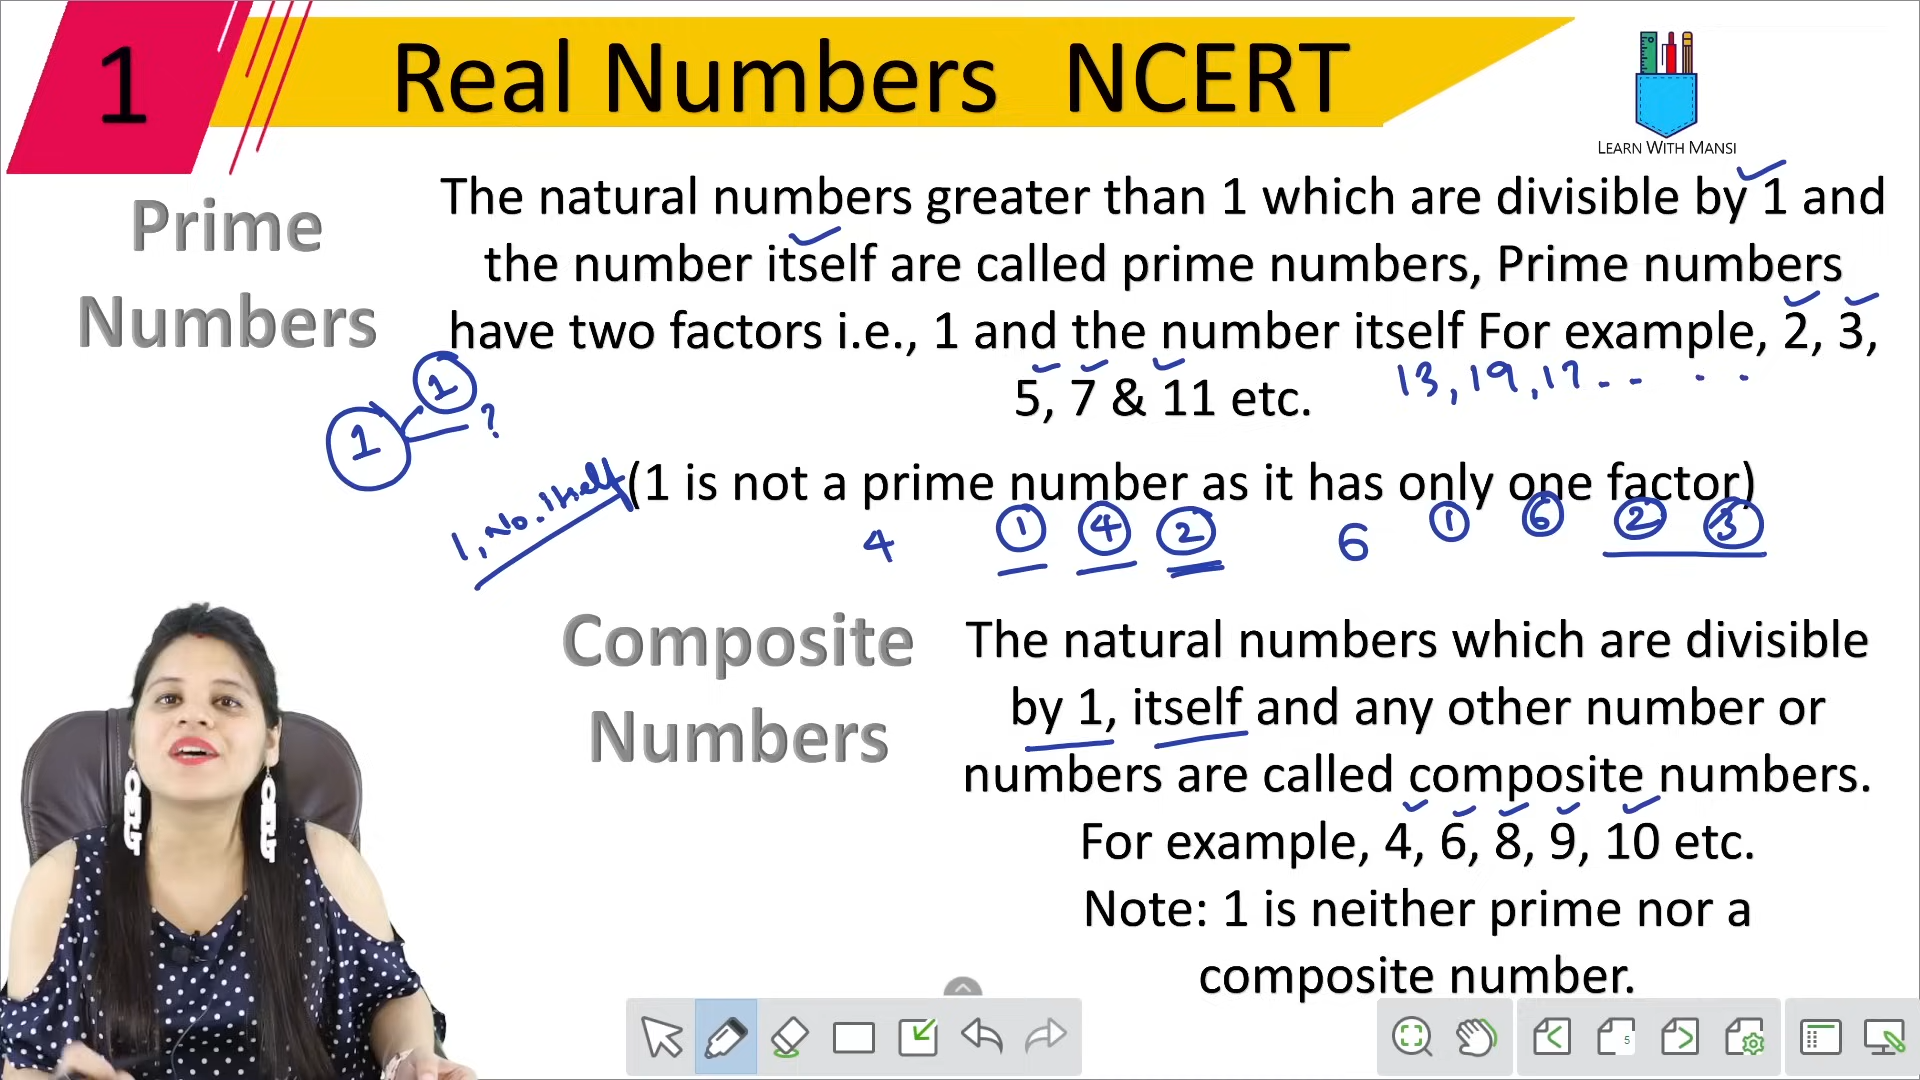 1
Real Numbers NCERT
LEARN WITH MANSI
Prime
Numbers
The natural numbers greater than 1 which are divisible by 1 and
the number itself are called prime numbers, Prime numbers
have two factors i.e., 1 and the number itself For example, 2, 3,
5, 7 & 11 etc.
13, 19, 17 -- . .
1
1
?
(1 is not a prime number as it has only one factor)
1, No. itself
4 1 4 2 6 1 6 2 3
Composite
Numbers
The natural numbers which are divisible
by 1, itself and any other number or
numbers are called composite numbers.
For example, 4, 6, 8, 9, 10 etc.
Note: 1 is neither prime nor a
composite number.
5